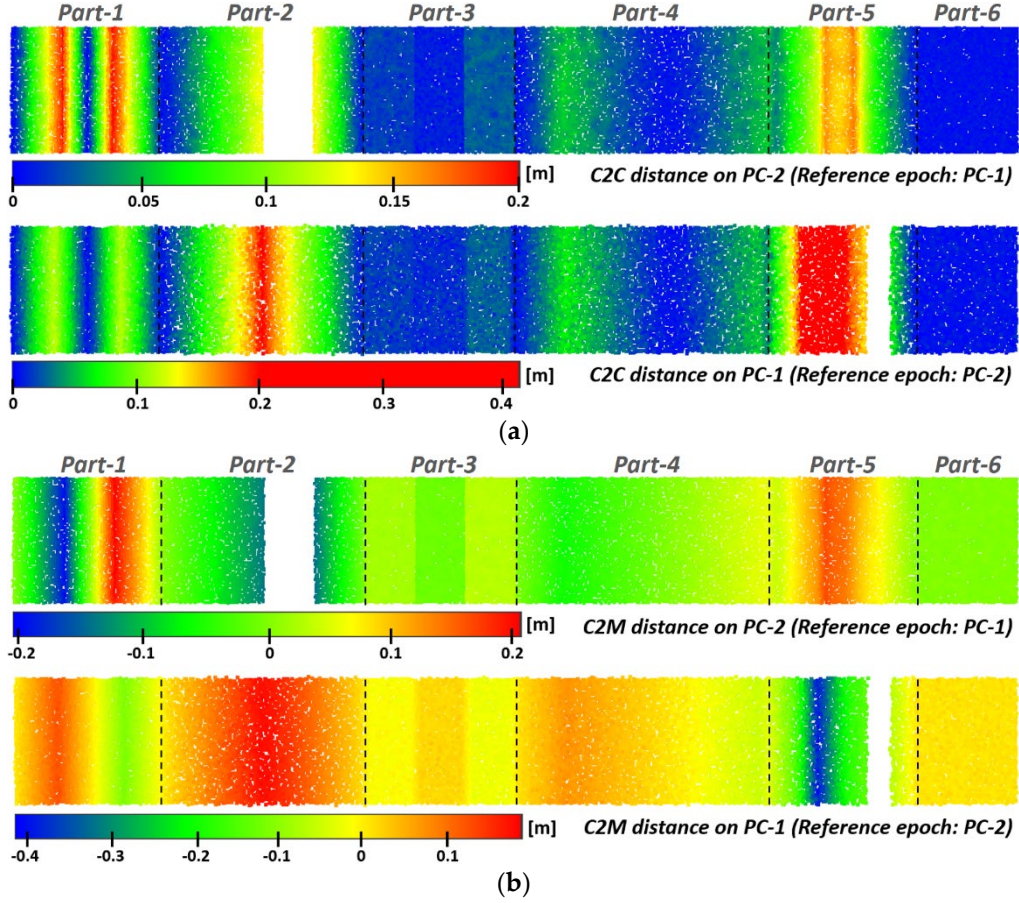 Part-1 Part-2 Part-3 Part-4 Part-5 Part-6
[m]
C2C distance on PC-2 (Reference epoch: PC-1)
0 0.05 0.1 0.15 0.2
[m]
C2C distance on PC-1 (Reference epoch: PC-2)
0 0.1 0.2 0.3 0.4
(a)
Part-1 Part-2 Part-3 Part-4 Part-5 Part-6
[m]
C2M distance on PC-2 (Reference epoch: PC-1)
-0.2 -0.1 0 0.1 0.2
[m]
C2M distance on PC-1 (Reference epoch: PC-2)
-0.4 -0.3 -0.2 -0.1 0 0.1
(b)